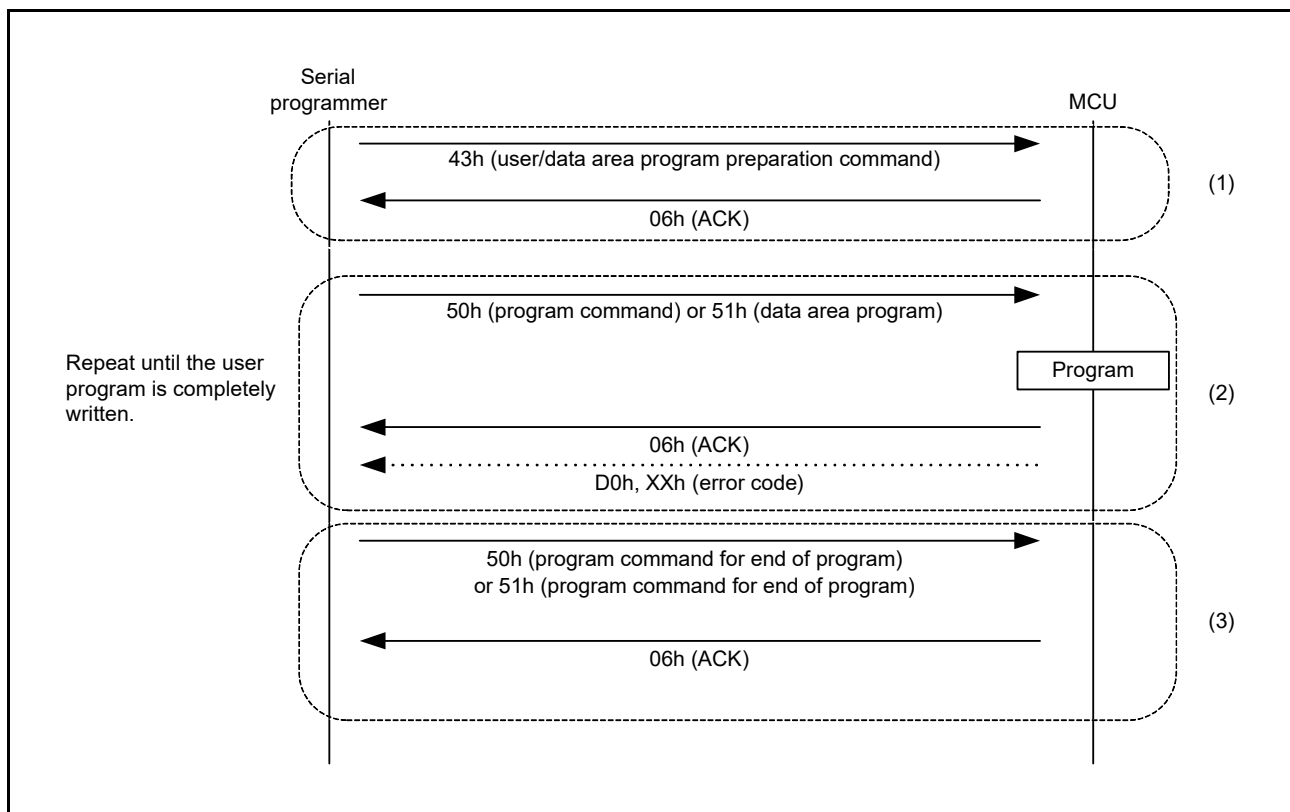 Serial
programmer
MCU
43h (user/data area program preparation command)
(1)
06h (ACK)
50h (program command) or 51h (data area program)
Repeat until the user
program is completely
written.
Program
(2)
06h (ACK)
D0h, XXh (error code)
50h (program command for end of program)
or 51h (program command for end of program)
(3)
06h (ACK)